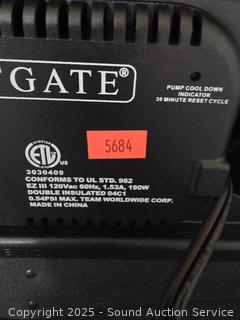 GATE®
PUMP COOL DOWN
INDICATOR
30 MINUTE RESET CYCLE
5684
INTERTEK
ETL
US
3030409
CONFORMS TO UL STD. 962
EZ III 120Vac 60Hz, 1.53A, 190W
DOUBLE INSULATED 04C1
0.54PSI MAX. TEAM WORLDWIDE CORP.
MADE IN CHINA
Copyright 2025 - Sound Auction Service